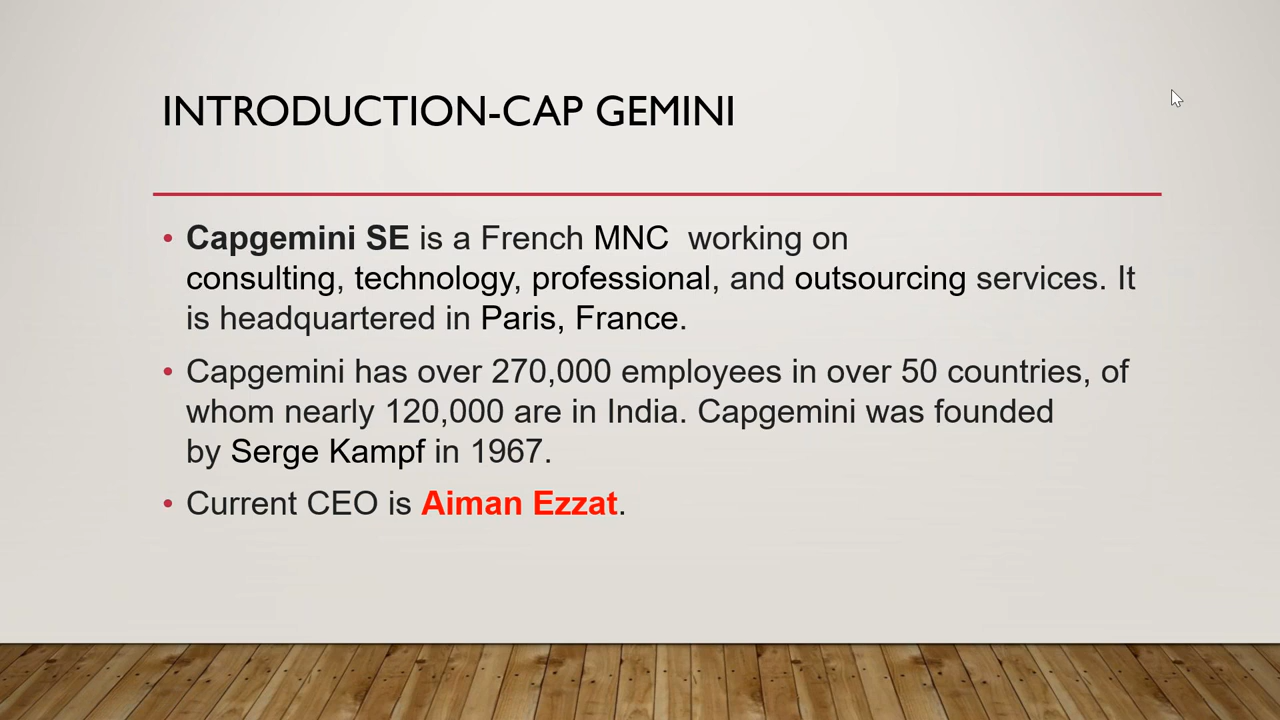 INTRODUCTION-CAP GEMINI
• Capgemini SE is a French MNC  working on
consulting, technology, professional, and outsourcing services. It
is headquartered in Paris, France.
• Capgemini has over 270,000 employees in over 50 countries, of
whom nearly 120,000 are in India. Capgemini was founded
by Serge Kampf in 1967.
• Current CEO is Aiman Ezzat.